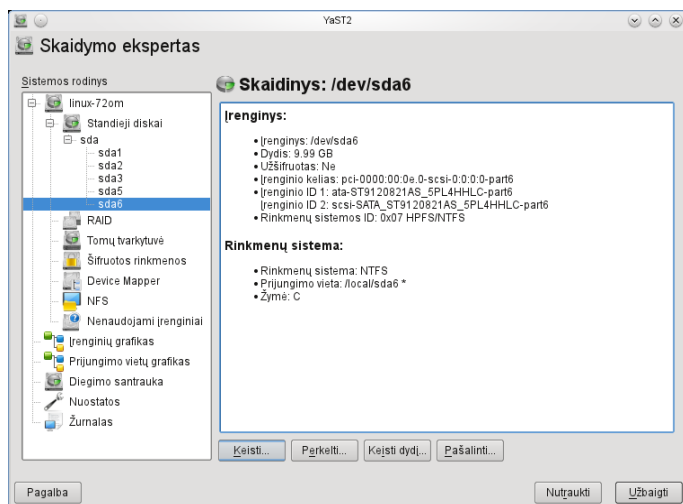 YaST2
Skaidymo ekspertas
Sistemos rodinys
linux-72om
Standieji diskai
sda
sda1
sda2
sda3
sda5
sda6
RAID
Tomų tvarkytuvė
Šifruotos rinkmenos
Device Mapper
NFS
Nenaudojami įrenginiai
Įrenginių grafikas
Prijungimo vietų grafikas
Diegimo santrauka
Nuostatos
Žurnalas
Skaidinys: /dev/sda6
Įrenginys:
• Įrenginys: /dev/sda6
• Dydis: 9.99 GB
• Užšifruotas: Ne
• Įrenginio kelias: pci-0000:00:0e.0-scsi-0:0:0:0-part6
• Įrenginio ID 1: ata-ST9120821AS_5PL4HHLC-part6
Įrenginio ID 2: scsi-SATA_ST9120821AS_5PL4HHLC-part6
• Rinkmenų sistemos ID: 0x07 HPFS/NTFS
Rinkmenų sistema:
• Rinkmenų sistema: NTFS
• Prijungimo vieta: /local/sda6 *
• Žymė: C
Keisti... Perkelti... Keisti dydį... Pašalinti...
Pagalba Nutraukti Užbaigti